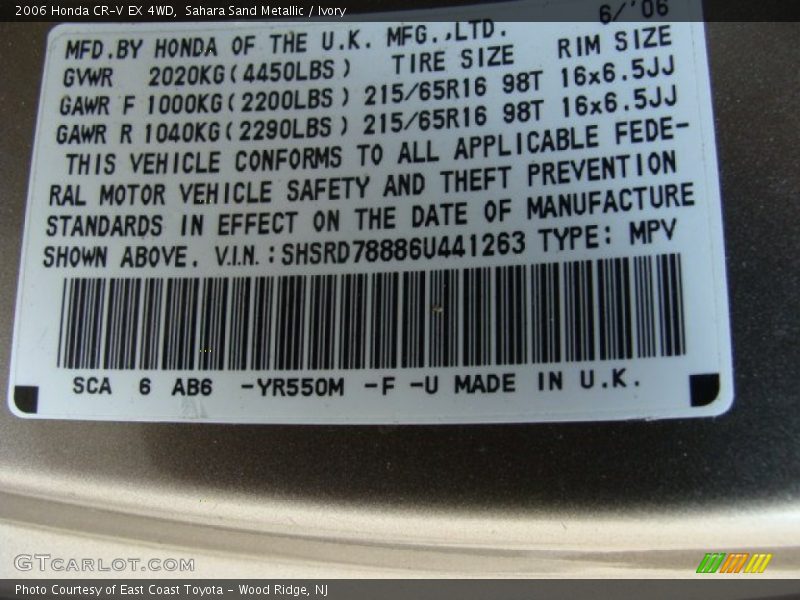 2006 Honda CR-V EX 4WD, Sahara Sand Metallic / Ivory
6/'06
MFD.BY HONDA OF THE U.K. MFG.,LTD.
GVWR 2020KG(4450LBS) TIRE SIZE RIM SIZE
GAWR F 1000KG(2200LBS) 215/65R16 98T 16x6.5JJ
GAWR R 1040KG(2290LBS) 215/65R16 98T 16x6.5JJ
THIS VEHICLE CONFORMS TO ALL APPLICABLE FEDE-
RAL MOTOR VEHICLE SAFETY AND THEFT PREVENTION
STANDARDS IN EFFECT ON THE DATE OF MANUFACTURE
SHOWN ABOVE. V.I.N.:SHSRD78886U441263 TYPE: MPV
SCA 6 AB6 -YR550M -F -U MADE IN U.K.
GTCARLOT.COM
Photo Courtesy of East Coast Toyota - Wood Ridge, NJ